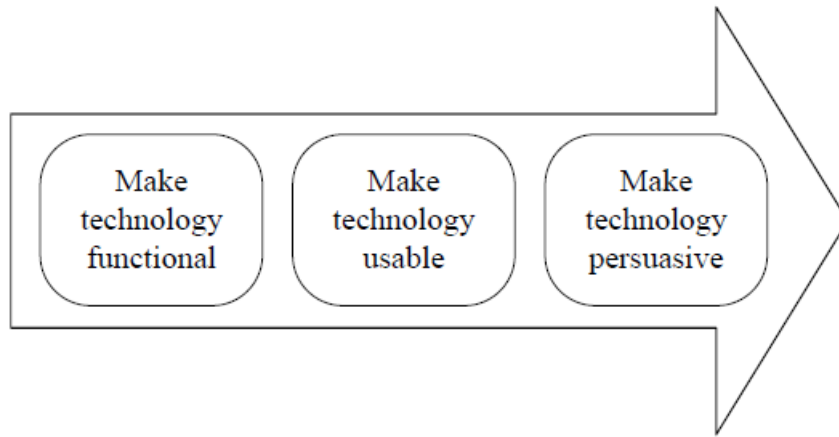 Make
technology
functional
Make
technology
usable
Make
technology
persuasive